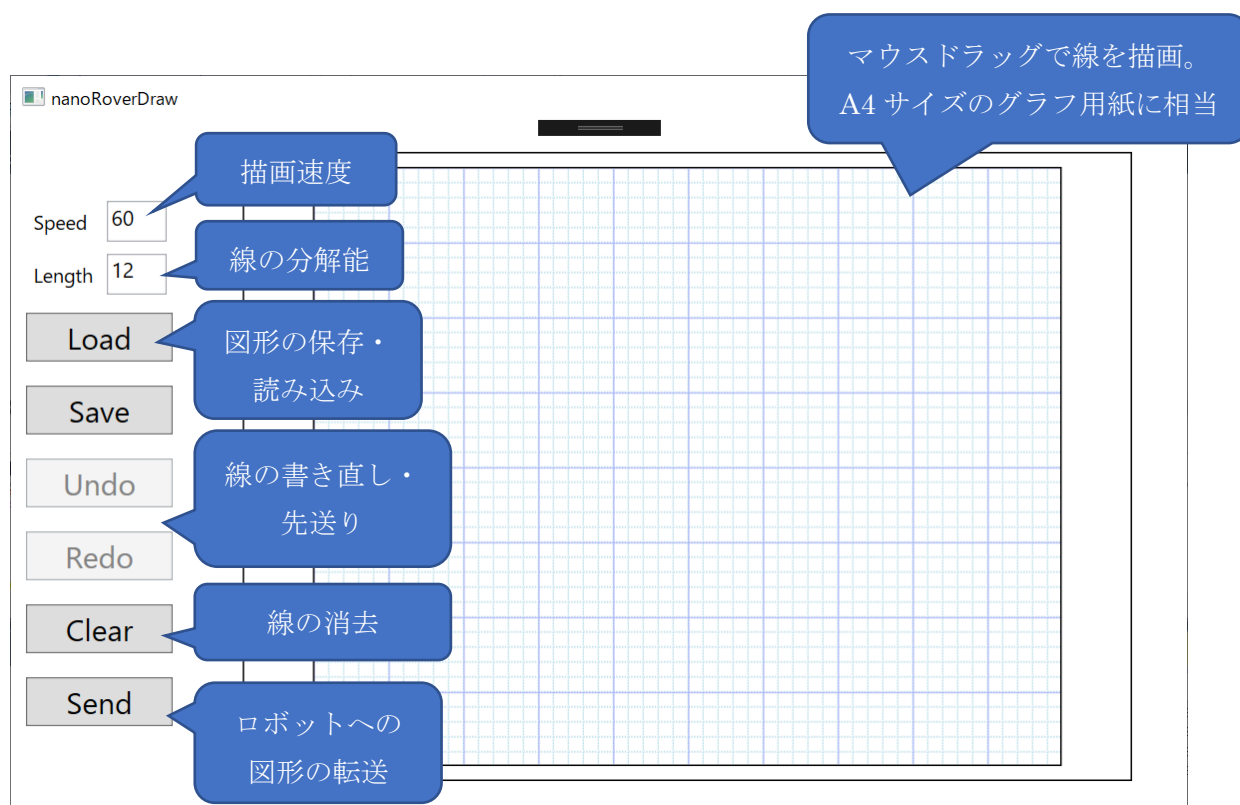 マウスドラッグで線を描画。
A4 サイズのグラフ用紙に相当
nanoRoverDraw
描画速度
Speed
60
線の分解能
Length
12
Load
図形の保存・
読み込み
Save
Undo
線の書き直し・
先送り
Redo
Clear
線の消去
Send
ロボットへの
図形の転送